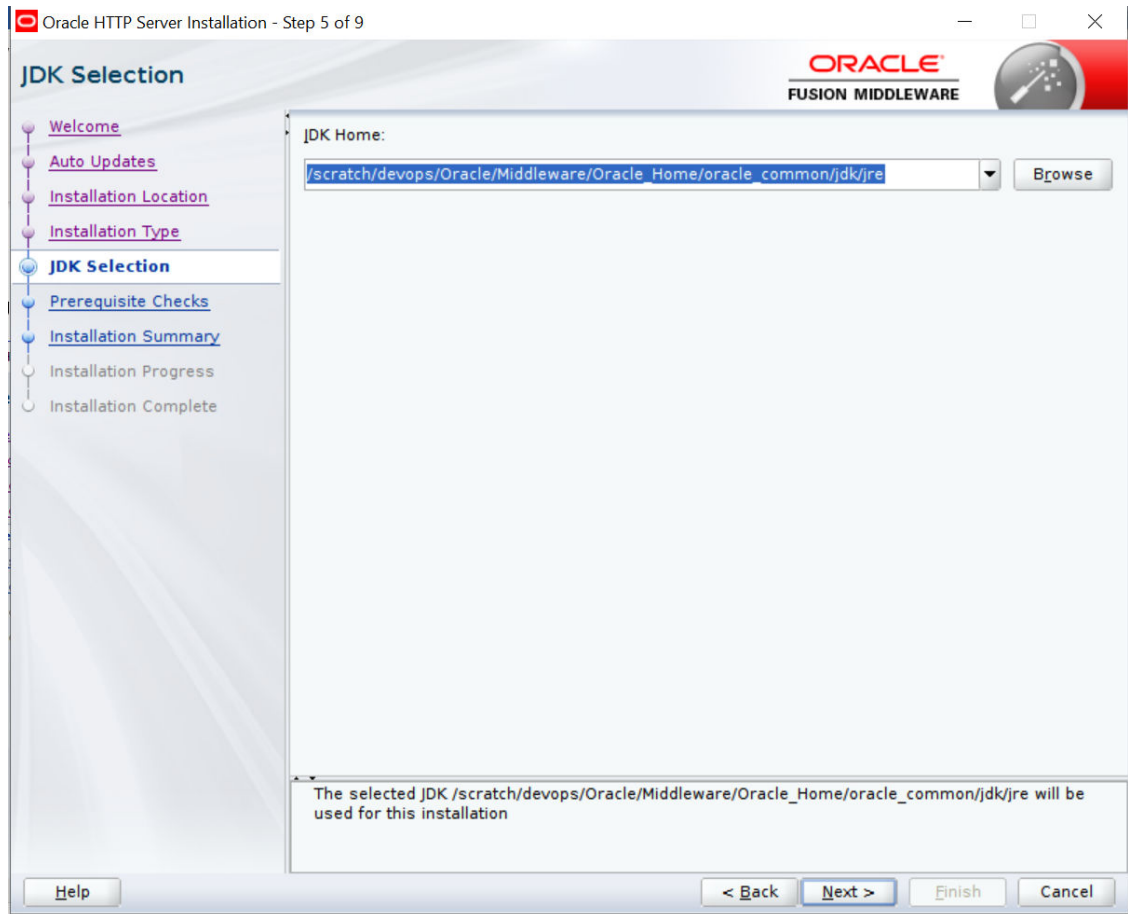 Oracle HTTP Server Installation - Step 5 of 9
JDK Selection
ORACLE
FUSION MIDDLEWARE
Welcome
Auto Updates
Installation Location
Installation Type
JDK Selection
Prerequisite Checks
Installation Summary
Installation Progress
Installation Complete
JDK Home:
/scratch/devops/Oracle/Middleware/Oracle_Home/oracle_common/jdk/jre
Browse
The selected JDK /scratch/devops/Oracle/Middleware/Oracle_Home/oracle_common/jdk/jre will be
used for this installation
Help
< Back
Next >
Finish
Cancel